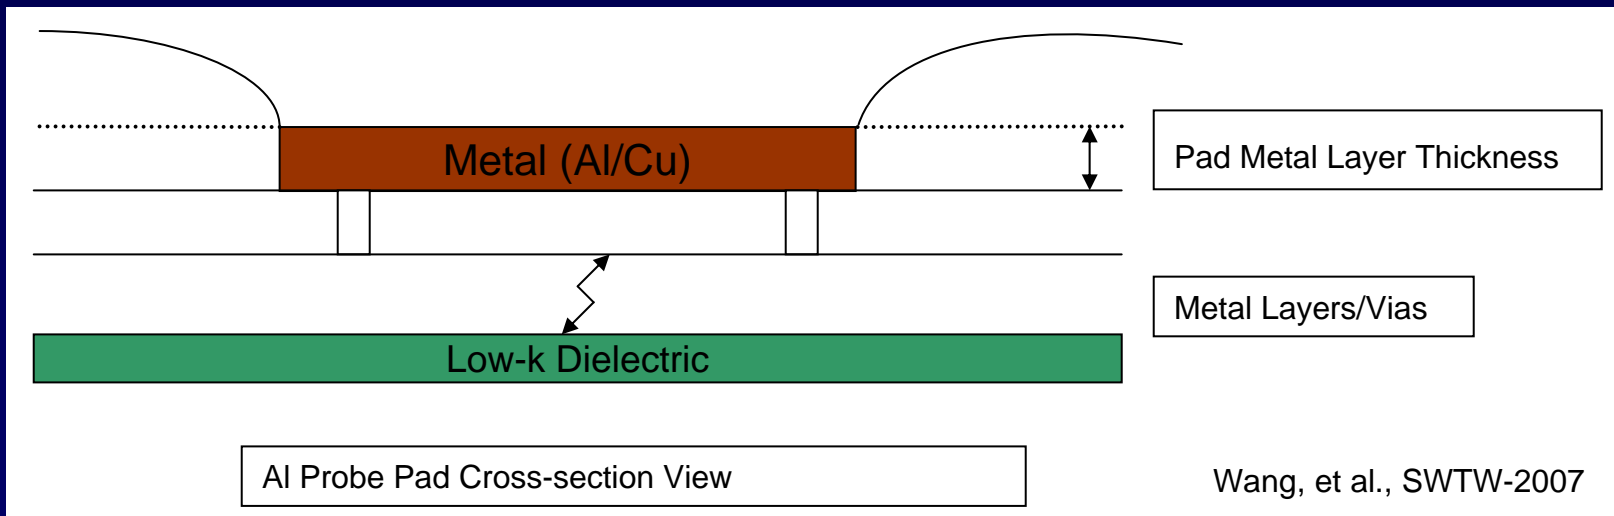 Metal (Al/Cu)
Pad Metal Layer Thickness
Metal Layers/Vias
Low-k Dielectric
Al Probe Pad Cross-section View
Wang, et al., SWTW-2007